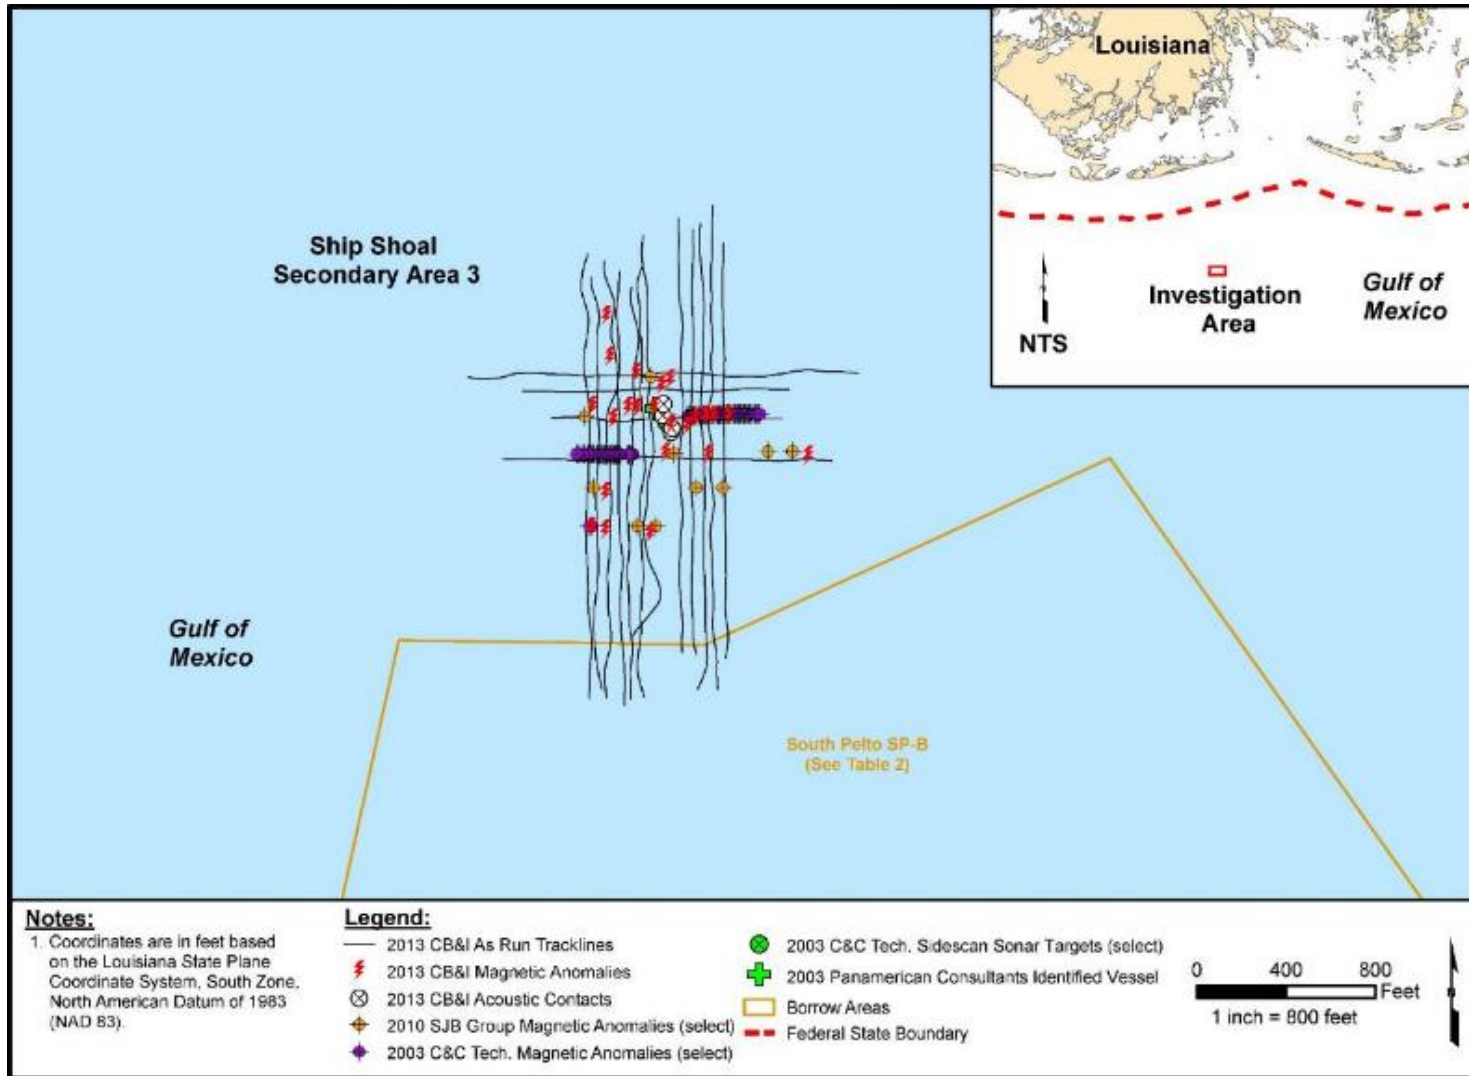 Louisiana
Investigation
Area
Gulf of
Mexico
NTS
Ship Shoal
Secondary Area 3
Gulf of
Mexico
South Pelto SP-B
(See Table 2)
Notes:
1. Coordinates are in feet based
on the Louisiana State Plane
Coordinate System, South Zone,
North American Datum of 1983
(NAD 83).
Legend:
2013 CB&I As Run Tracklines
2013 CB&I Magnetic Anomalies
2013 CB&I Acoustic Contacts
2010 SJB Group Magnetic Anomalies (select)
2003 C&C Tech. Magnetic Anomalies (select)
2003 C&C Tech. Sidescan Sonar Targets (select)
2003 Panamerican Consultants Identified Vessel
Borrow Areas
Federal State Boundary
0 400 800
Feet
1 inch = 800 feet